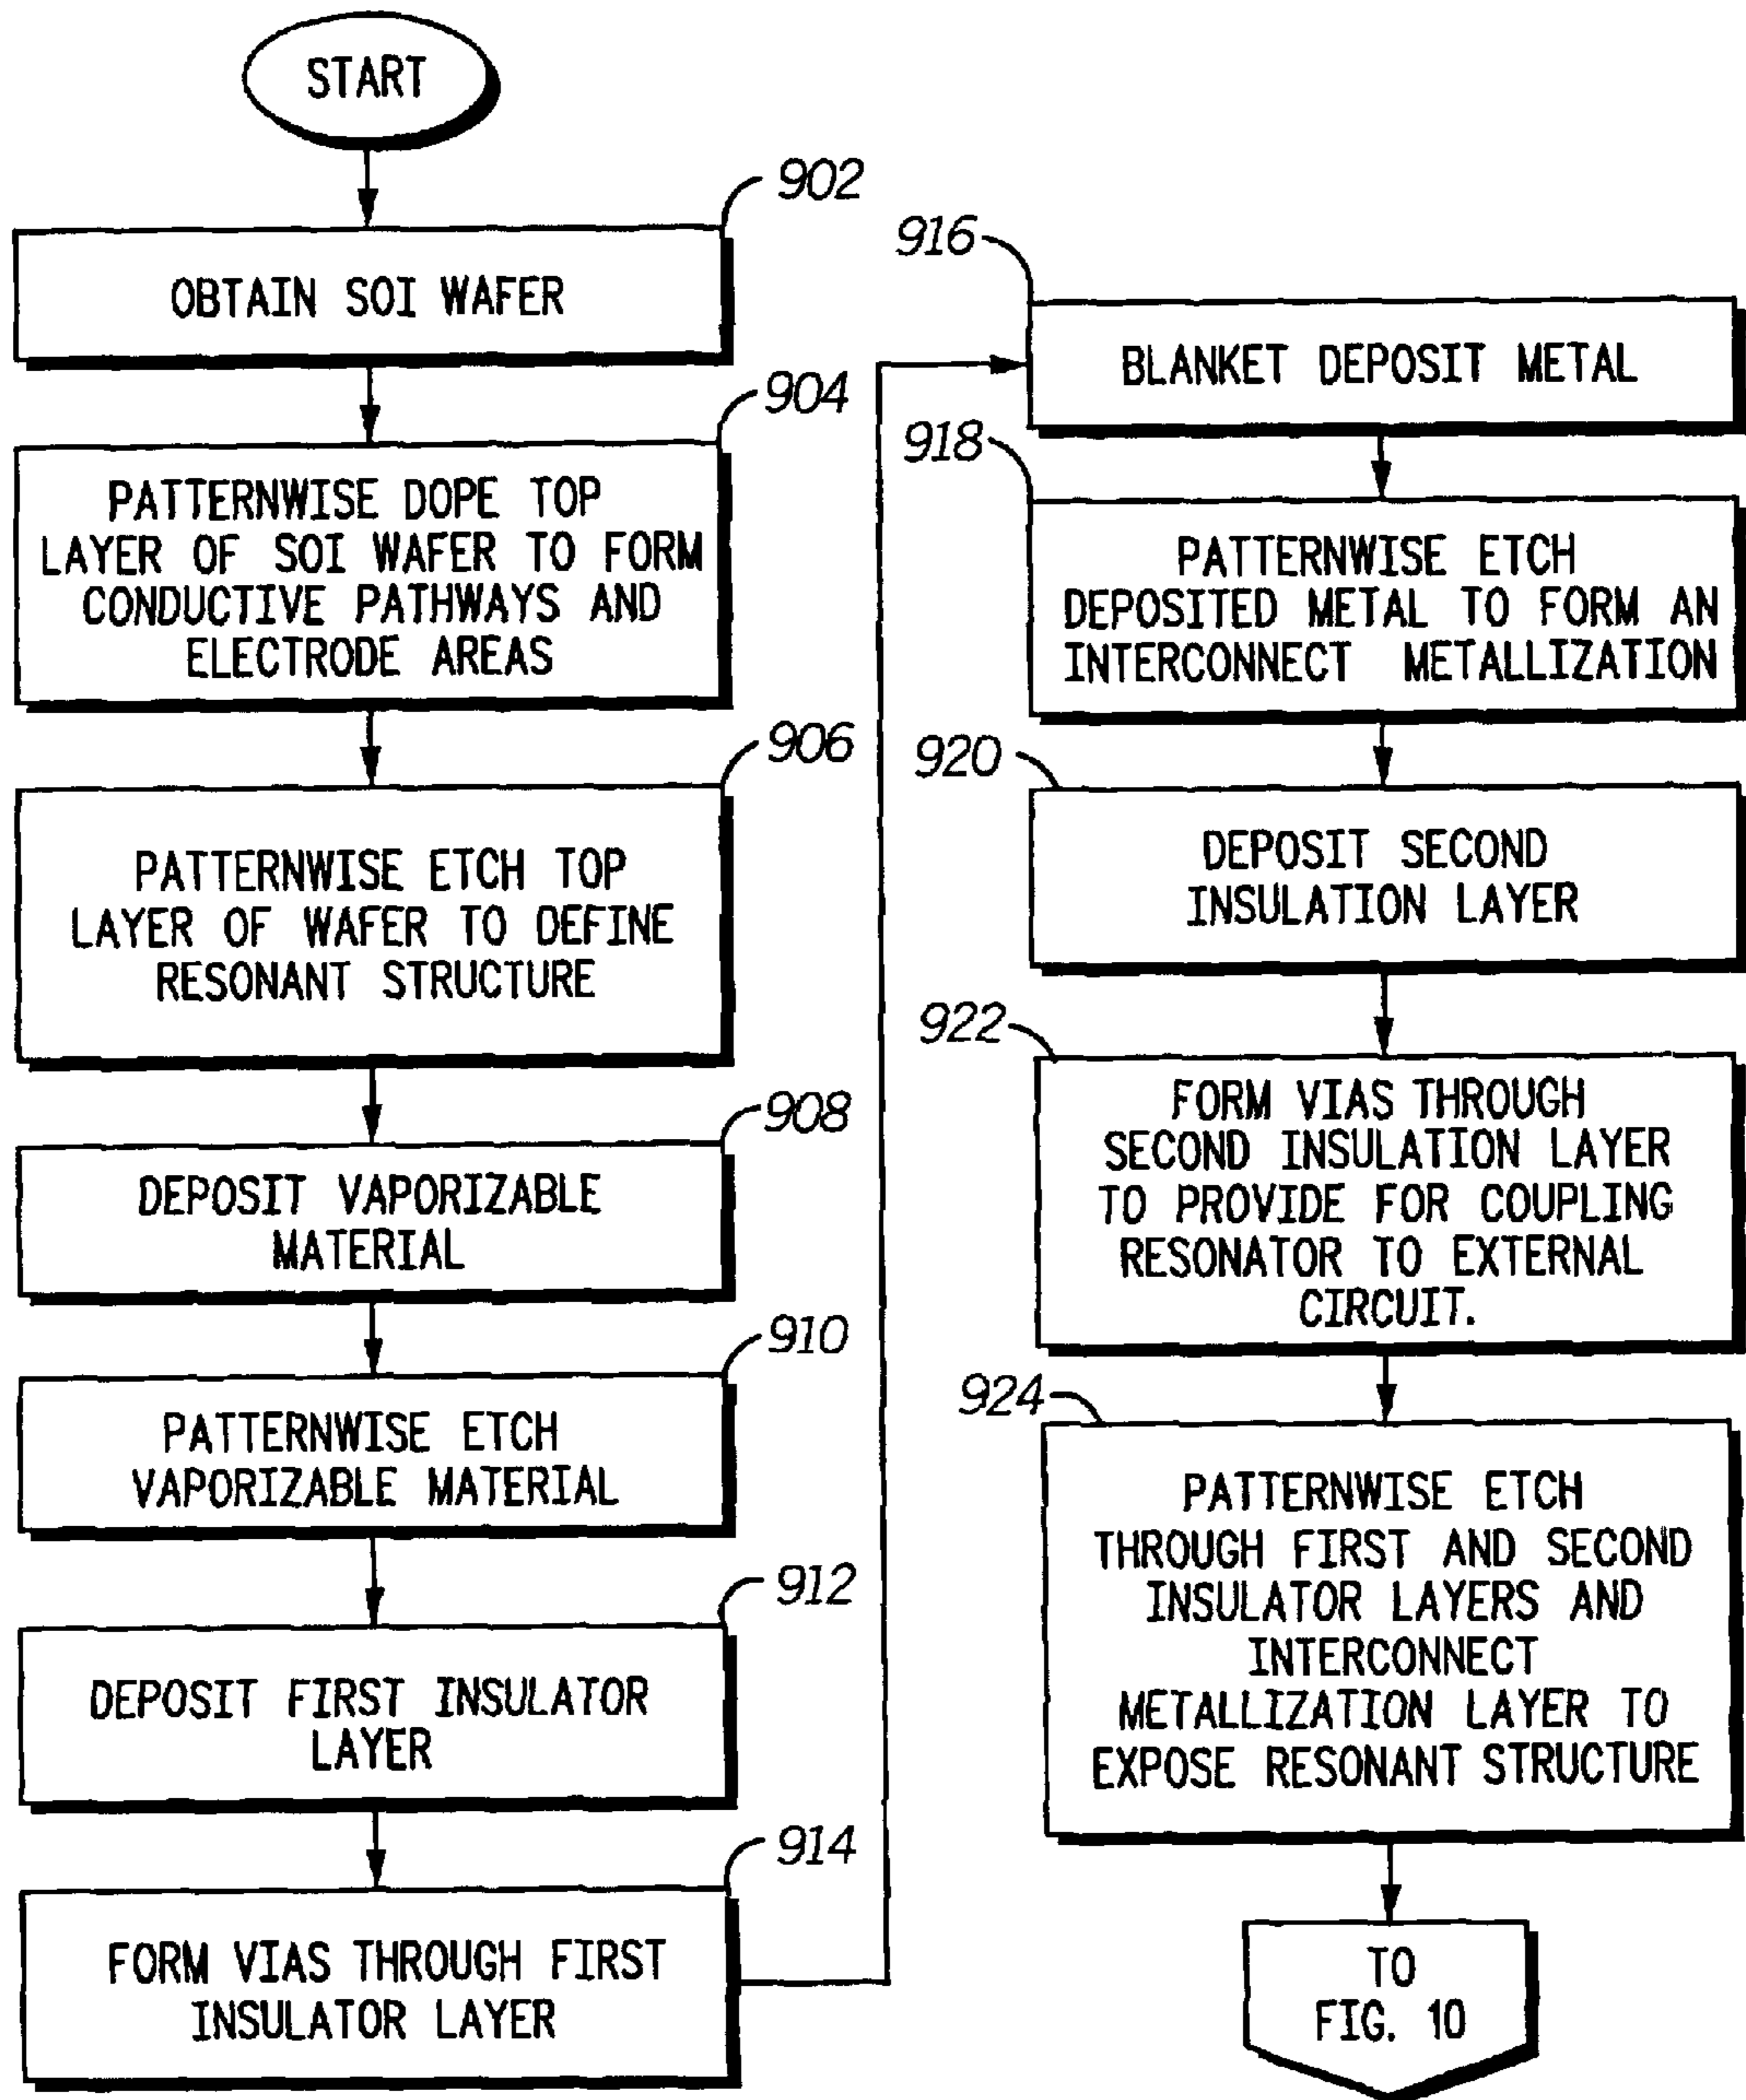 START
902
OBTAIN SOI WAFER
904
PATTERNWISE DOPE TOP
LAYER OF SOI WAFER TO FORM
CONDUCTIVE PATHWAYS AND
ELECTRODE AREAS
906
PATTERNWISE ETCH TOP
LAYER OF WAFER TO DEFINE
RESONANT STRUCTURE
908
DEPOSIT VAPORIZABLE
MATERIAL
910
PATTERNWISE ETCH
VAPORIZABLE MATERIAL
912
DEPOSIT FIRST INSULATOR
LAYER
914
FORM VIAS THROUGH FIRST
INSULATOR LAYER
916
BLANKET DEPOSIT METAL
918
PATTERNWISE ETCH
DEPOSITED METAL TO FORM AN
INTERCONNECT METALLIZATION
920
DEPOSIT SECOND
INSULATION LAYER
922
FORM VIAS THROUGH
SECOND INSULATION LAYER
TO PROVIDE FOR COUPLING
RESONATOR TO EXTERNAL
CIRCUIT.
924
PATTERNWISE ETCH
THROUGH FIRST AND SECOND
INSULATOR LAYERS AND
INTERCONNECT
METALLIZATION LAYER TO
EXPOSE RESONANT STRUCTURE
TO
FIG. 10